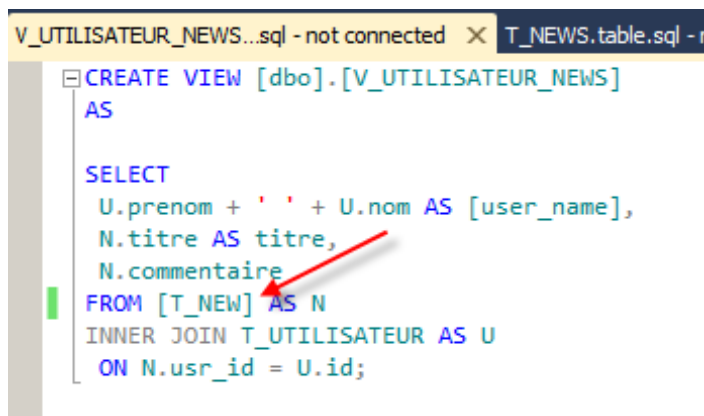 V_UTILISATEUR_NEWS...sql - not connected T_NEWS.table.sql -
CREATE VIEW [dbo].[V_UTILISATEUR_NEWS]
AS
SELECT
U.prenom + ' ' + U.nom AS [user_name],
N.titre AS titre,
N.commentaire
FROM [T_NEW] AS N
INNER JOIN T_UTILISATEUR AS U
ON N.usr_id = U.id;